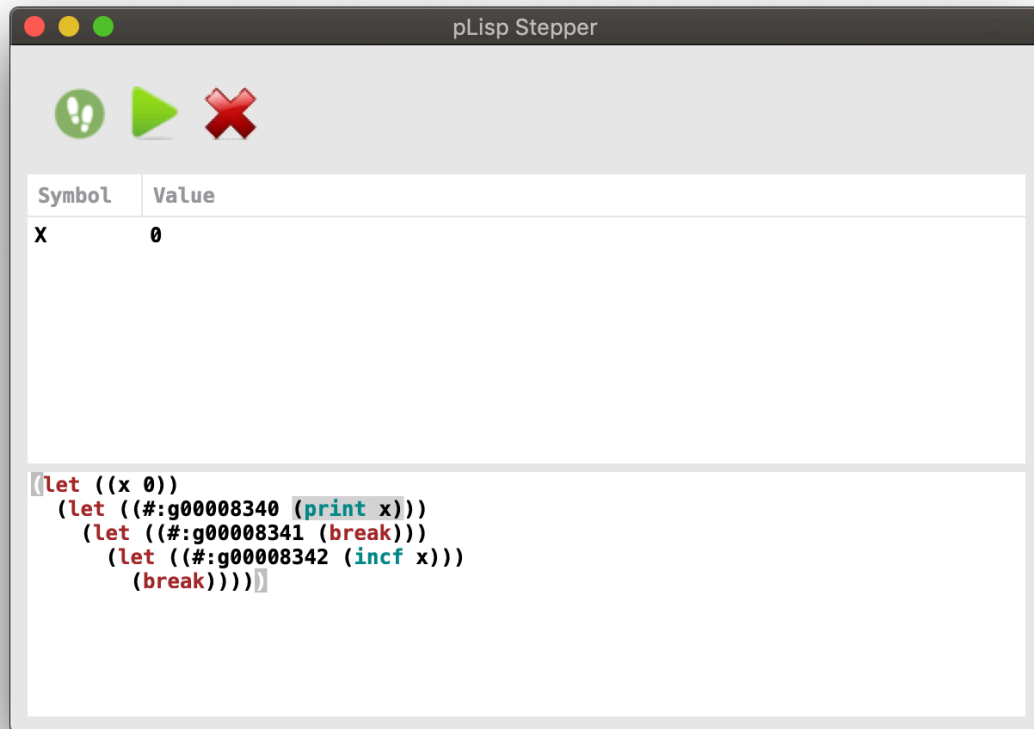 pLisp Stepper
Symbol Value
X 0
(let ((x 0))
  (let ((#:g00008340 (print x)))
    (let ((#:g00008341 (break)))
      (let ((#:g00008342 (incf x)))
        (break)))))